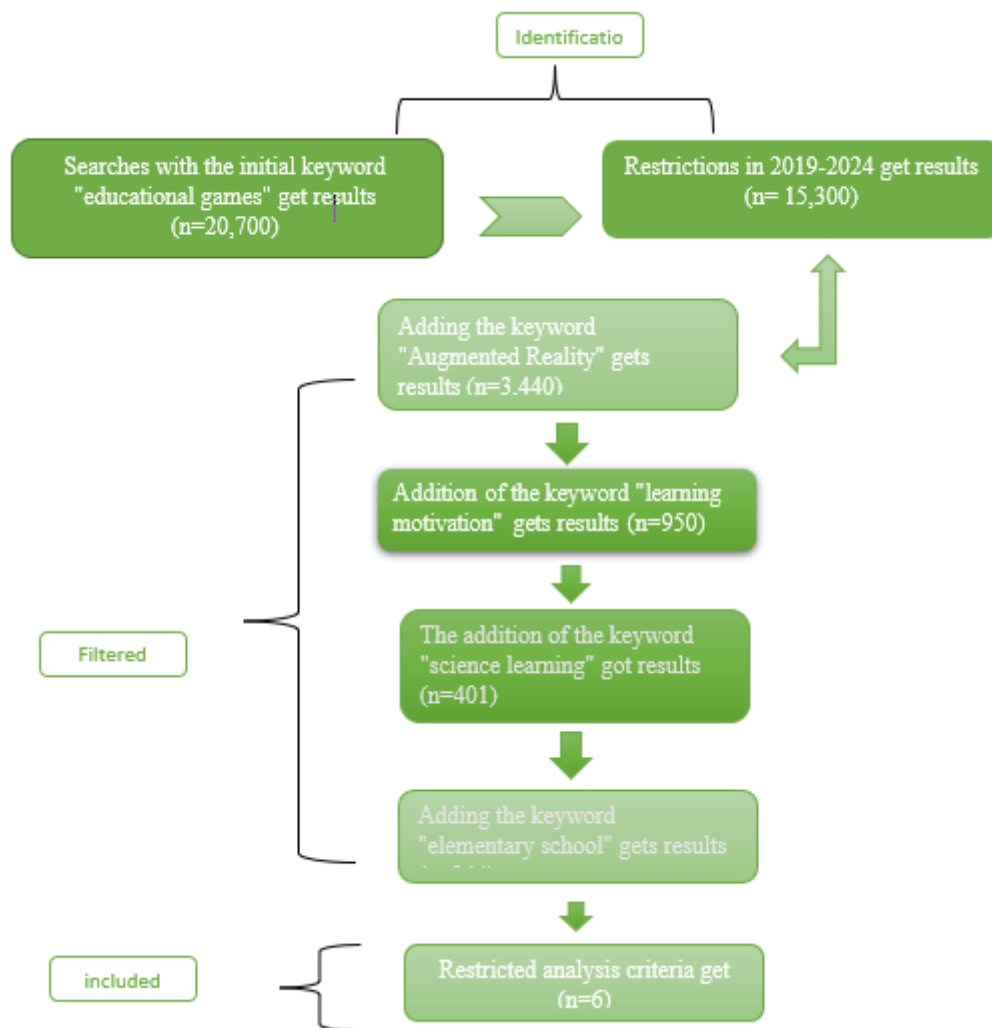 Identificatio
Searches with the initial keyword
"educational games" get results
(n=20,700)
Restrictions in 2019-2024 get results
(n= 15,300)
Adding the keyword
"Augmented Reality" gets
results (n=3.440)
Addition of the keyword "learning
motivation" gets results (n=950)
The addition of the keyword
"science learning" got results
(n=401)
Filtered
Adding the keyword
"elementary school" gets results
included
Restricted analysis criteria get
(n=6)